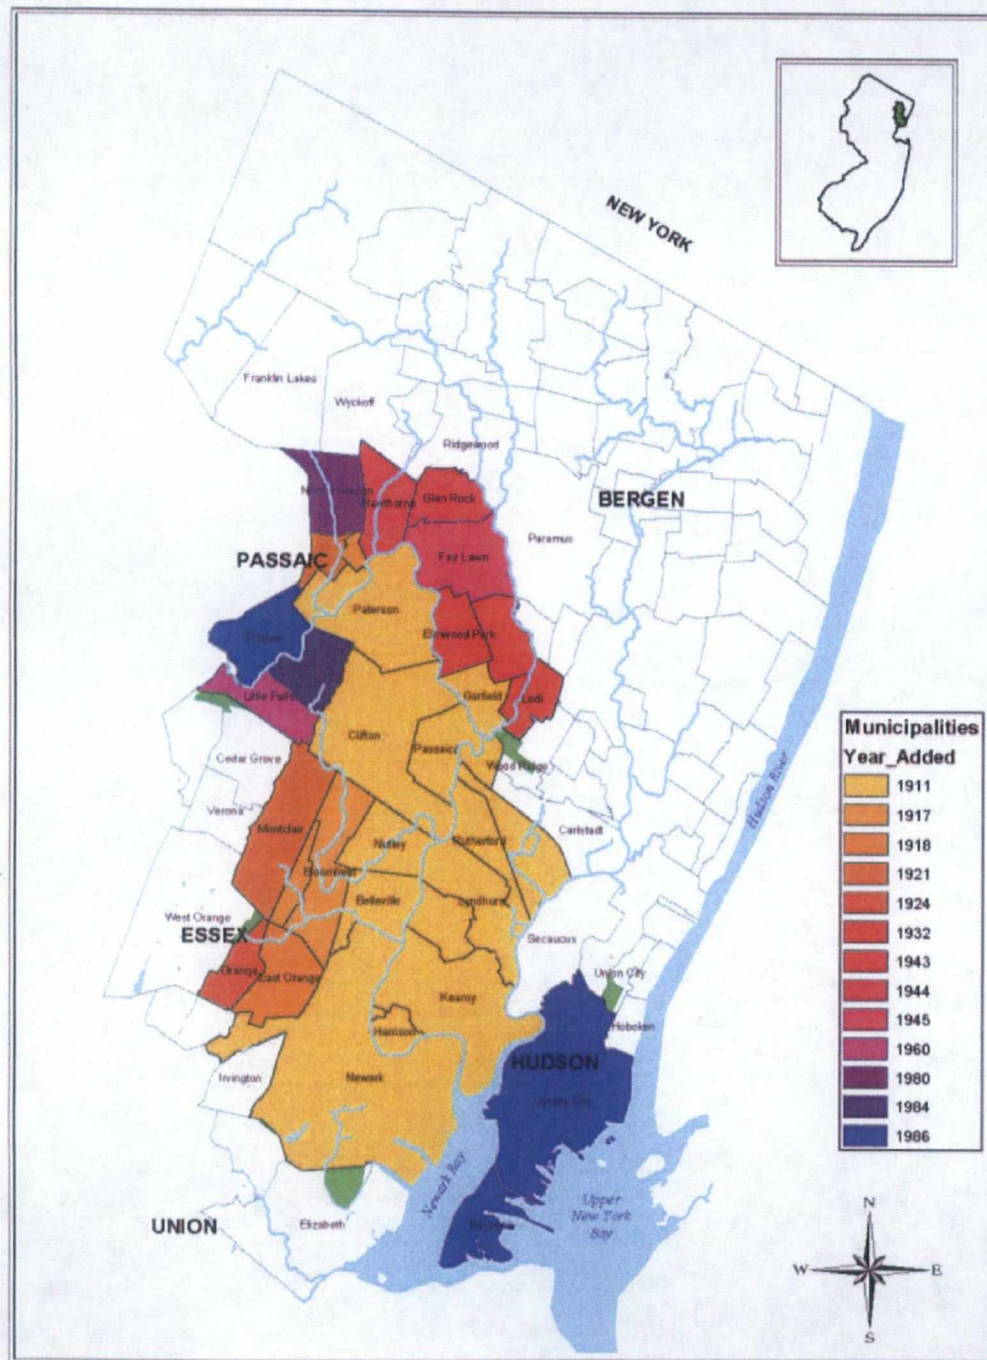 NEW YORK
Franklin Lakes
Wyckoff
Ridgewood
Hawthorne
Glen Rock
BERGEN
Paramus
Fair Lawn
PASSAIC
Paterson
Elmwood Park
Little Falls
Garfield
Lodi
Clifton
Passaic
Wood Ridge
Cedar Grove
Verona
Montclair
Nutley
Rutherford
Carlstadt
Bloomfield
Belleville
Lyndhurst
West Orange
ESSEX
Secaucus
Orange
East Orange
Union City
Kearny
Hoboken
Harrison
HUDSON
Irvington
Newark
Jersey City
Newark Bay
Upper
New York
Bay
UNION
Elizabeth
Hudson River
Municipalities
Year_Added
1911
1917
1918
1921
1924
1932
1943
1944
1945
1960
1980
1984
1986
N
W
E
S